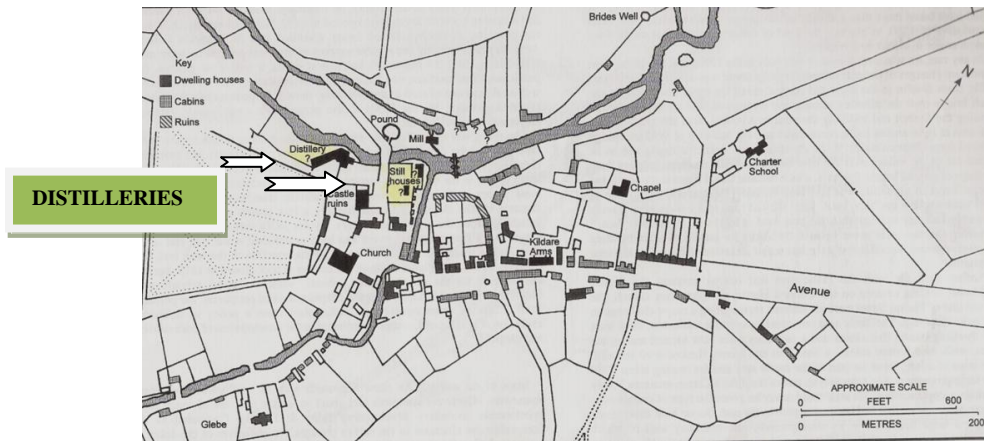 Brides Well
Key
Dwelling houses
Cabins
Ruins
Pound
Mill
?
?
Distillery
?
Still
houses
?
?
?
Charter
School
Chapel
DISTILLERIES
Castle
ruins
Church
Kildare
Arms
Avenue
N
Glebe
APPROXIMATE SCALE
FEET
0 600
0 200
METRES